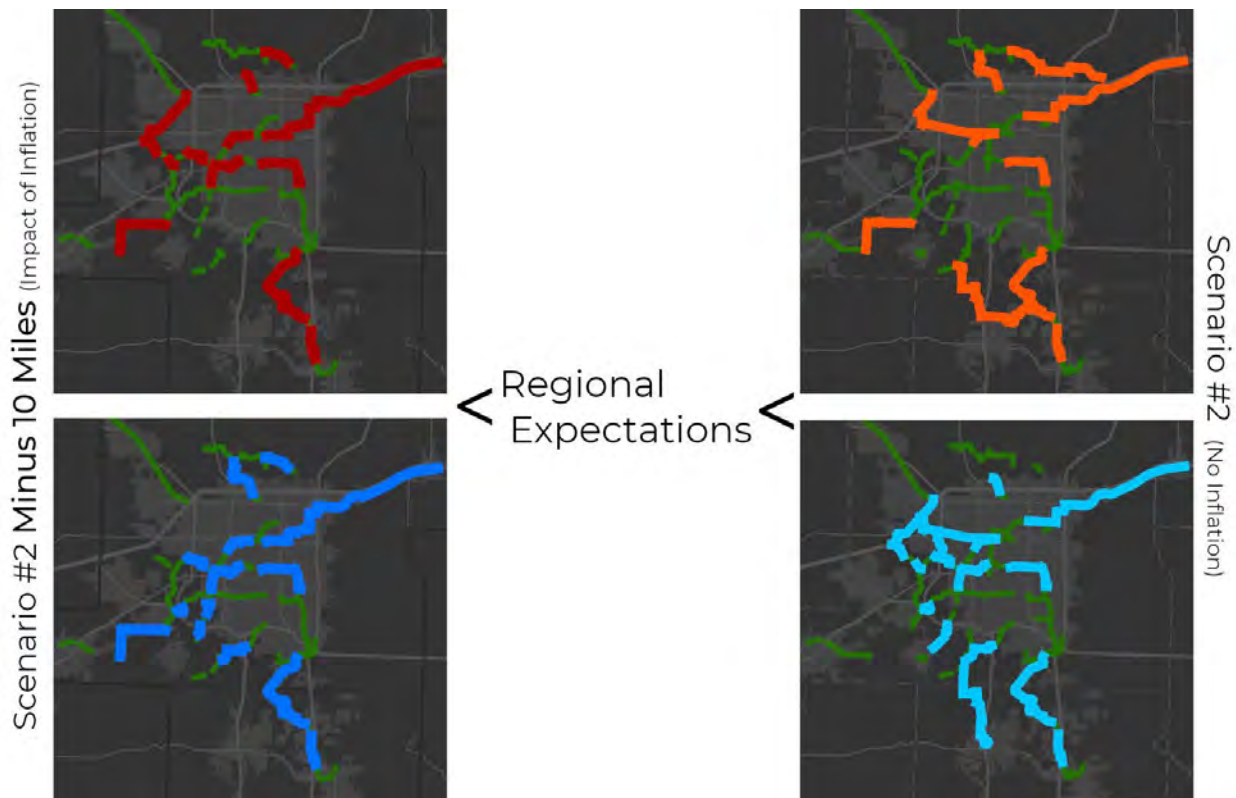 Scenario #2 Minus 10 Miles (Impact of Inflation)
< Regional
Expectations <
Scenario #2 (No Inflation)